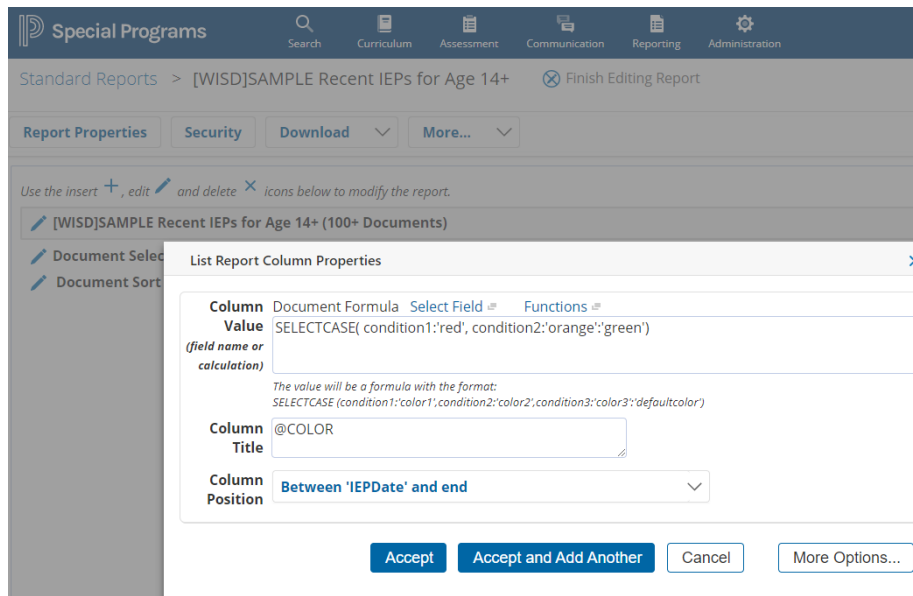 Special Programs
Search
Curriculum
Assessment
Communication
Reporting
Administration
Standard Reports > [WISD]SAMPLE Recent IEPs for Age 14+ Finish Editing Report
Report Properties
Security
Download
More...
Use the insert +, edit and delete × icons below to modify the report.
[WISD]SAMPLE Recent IEPs for Age 14+ (100+ Documents)
Document Selec
Document Sort
List Report Column Properties
Column Value (field name or calculation)
Document Formula Select Field Functions
SELECTCASE( condition1:'red', condition2:'orange':'green')
The value will be a formula with the format:
SELECTCASE (condition1:'color1',condition2:'color2',condition3:'color3':'defaultcolor')
Column Title
@COLOR
Column Position
Between 'IEPDate' and end
Accept
Accept and Add Another
Cancel
More Options...